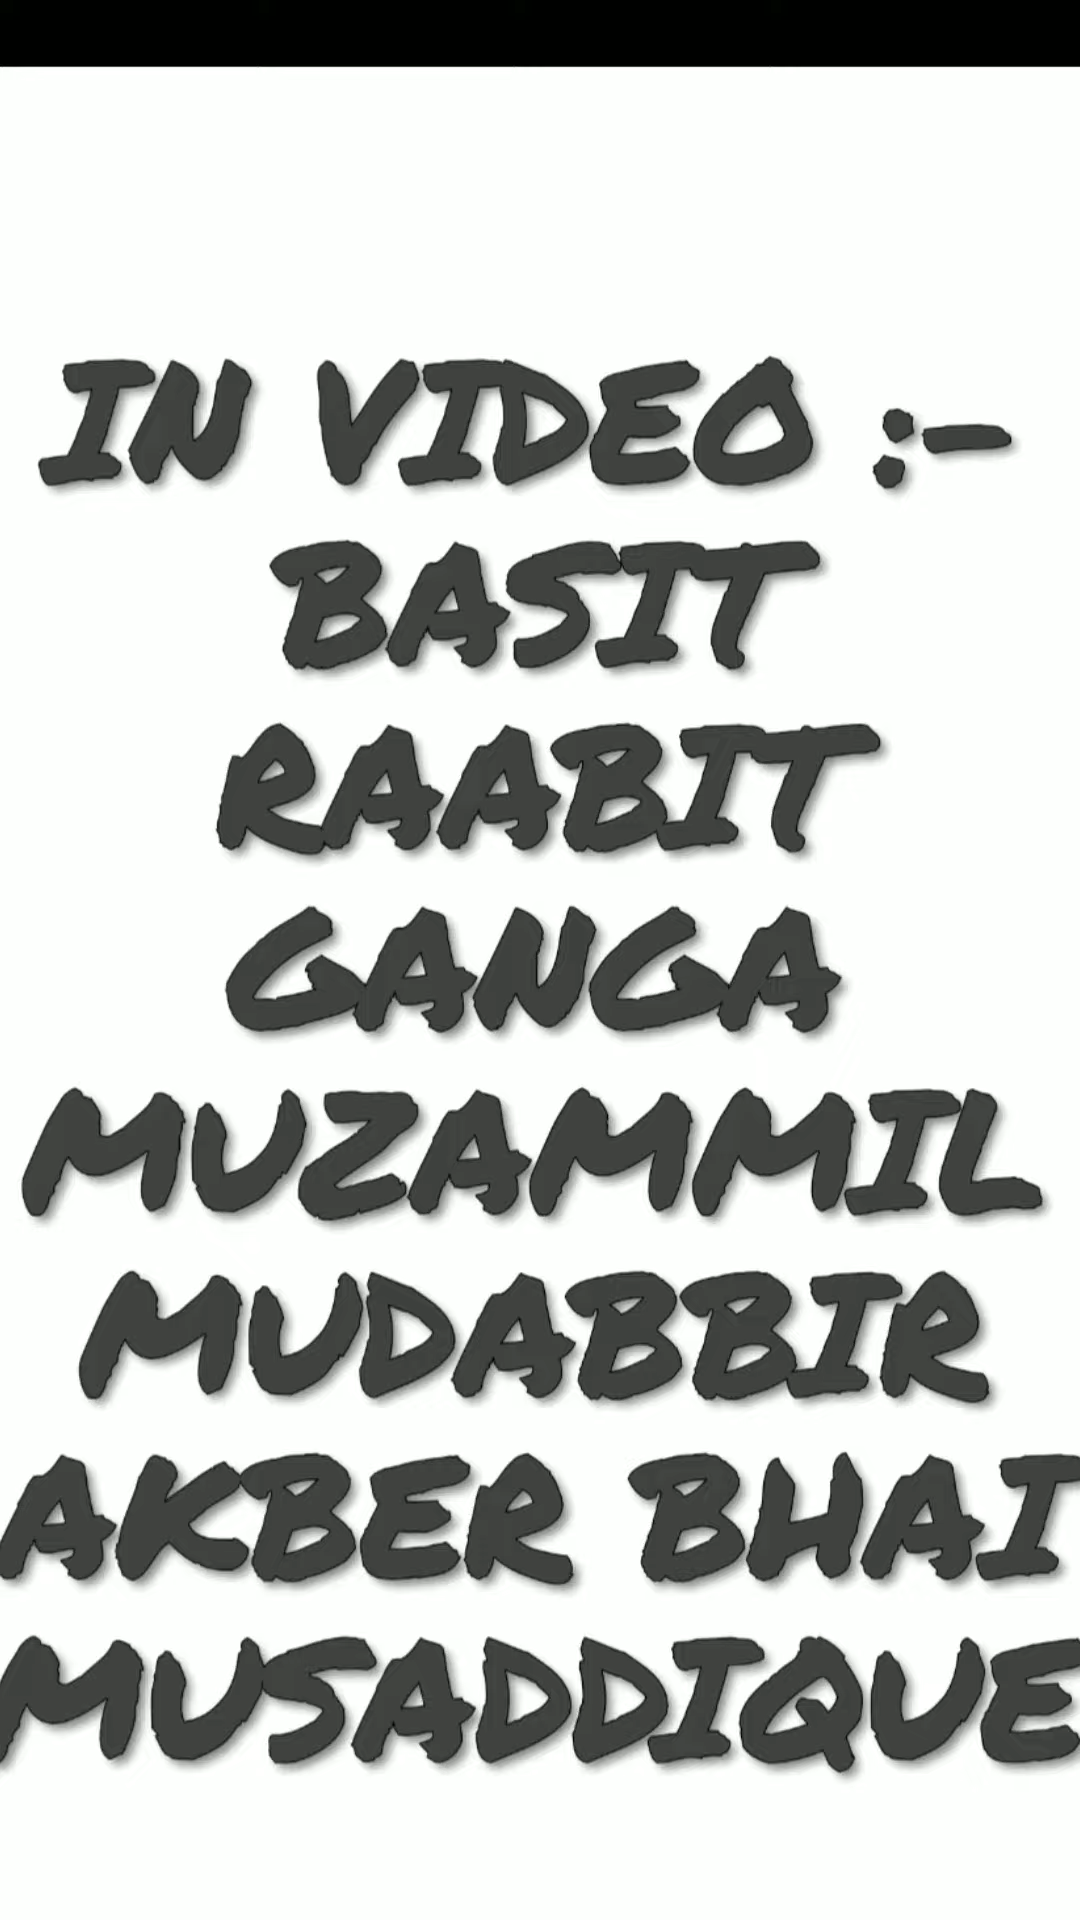 IN VIDEO :-
BASIT
RAABIT
GANGA
MUZAMMIL
MUDABBIR
AKBER BHAI
MUSADDIQUE